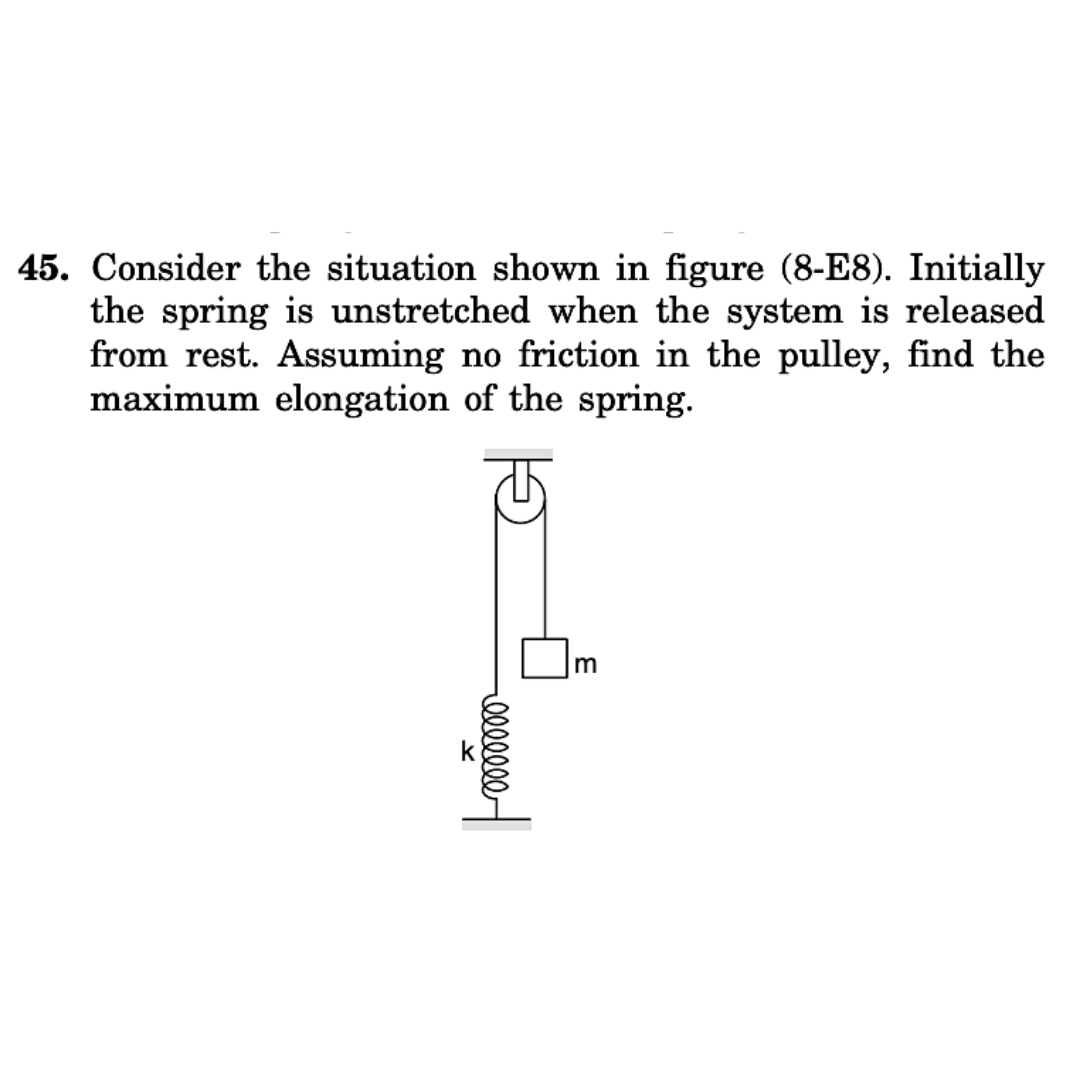 45. Consider the situation shown in figure (8-E8). Initially
the spring is unstretched when the system is released
from rest. Assuming no friction in the pulley, find the
maximum elongation of the spring.
m
k